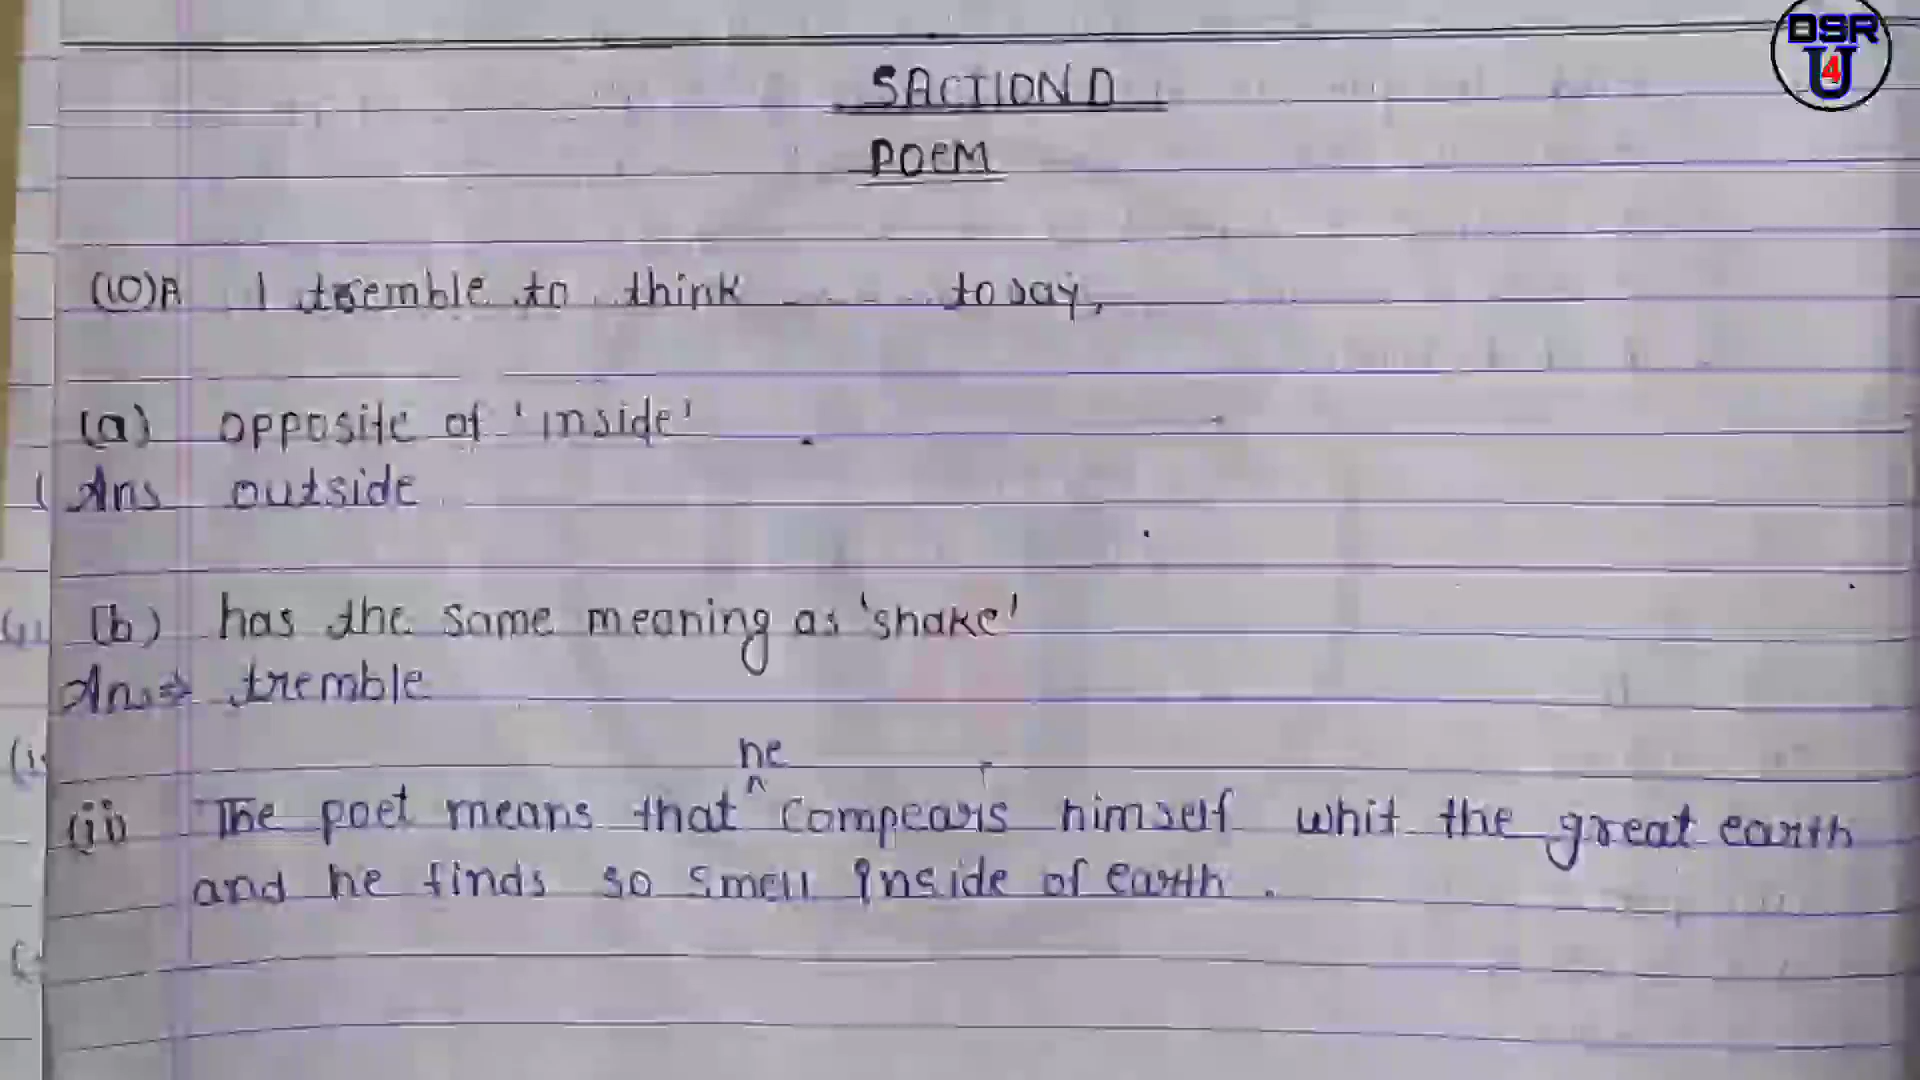 DSR
U
4
SACTION D
POEM
(10)A I tremble to think ........ to say,
(a) opposite of 'inside'
Ans outside
(b) has the same meaning as 'shake'
Ans⇒ tremble
he
(ii) The poet means that ^ compears himself whit the great earth
and he finds so smell inside of earth.